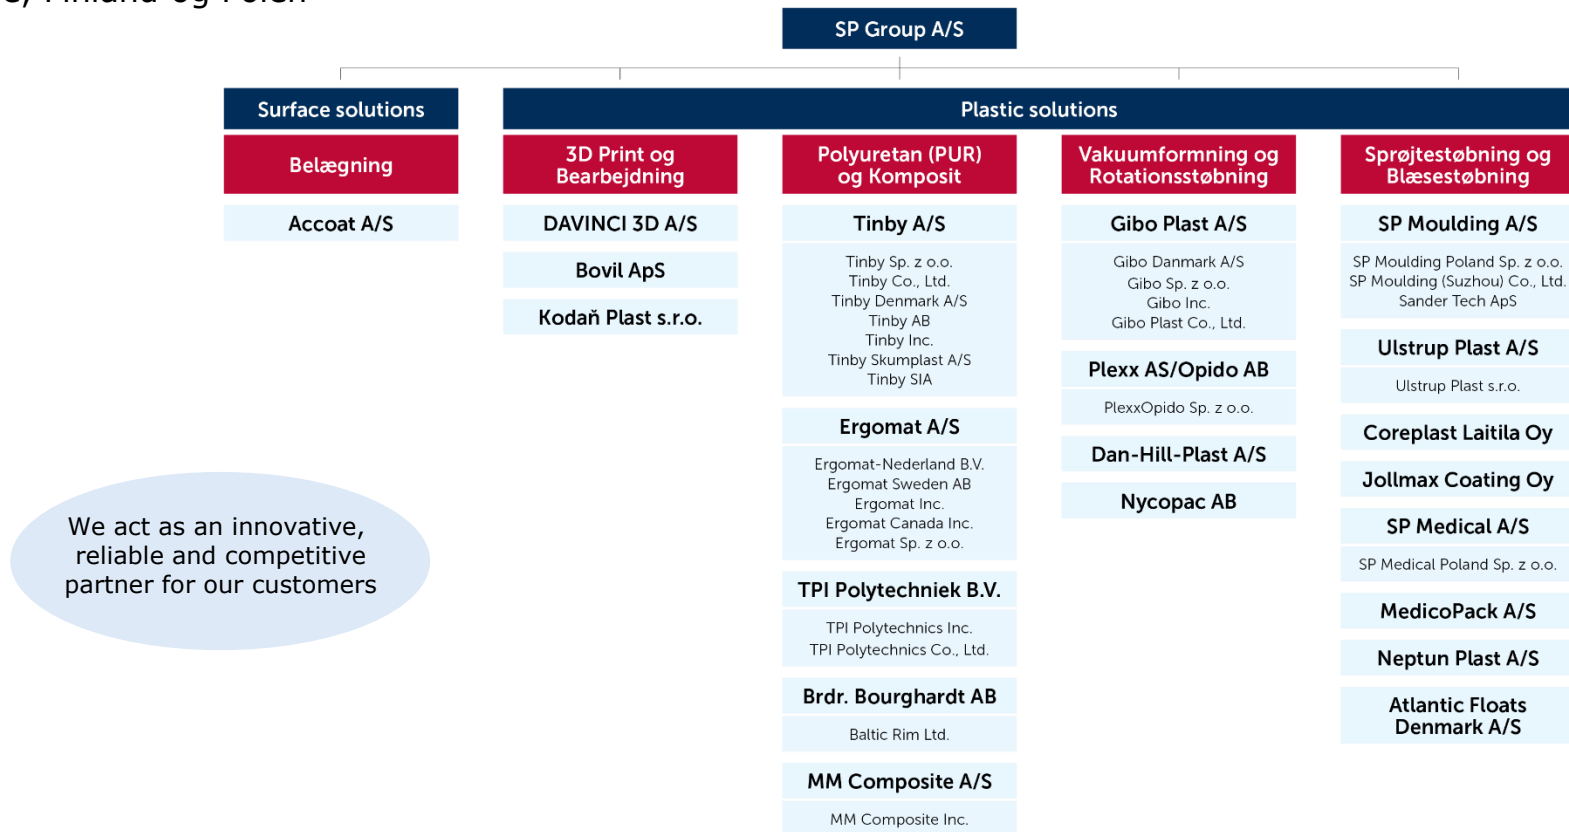 Finland og Polen
SP Group A/S
Surface solutions
Plastic solutions
Belægning
3D Print og
Bearbejdning
Polyuretan (PUR)
og Komposit
Vakuumformning og
Rotationsstøbning
Sprøjtestøbning og
Blæsestøbning
Accoat A/S
DAVINCI 3D A/S
Bovil ApS
Kodaň Plast s.r.o.
Tinby A/S
Tinby Sp. z o.o.
Tinby Co., Ltd.
Tinby Denmark A/S
Tinby AB
Tinby Inc.
Tinby Skumplast A/S
Tinby SIA
Ergomat A/S
Ergomat-Nederland B.V.
Ergomat Sweden AB
Ergomat Inc.
Ergomat Canada Inc.
Ergomat Sp. z o.o.
TPI Polytechniek B.V.
TPI Polytechnics Inc.
TPI Polytechnics Co., Ltd.
Brdr. Bourghardt AB
Baltic Rim Ltd.
MM Composite A/S
MM Composite Inc.
Gibo Plast A/S
Gibo Danmark A/S
Gibo Sp. z o.o.
Gibo Inc.
Gibo Plast Co., Ltd.
Plexx AS/Opido AB
PlexxOpido Sp. z o.o.
Dan-Hill-Plast A/S
Nycopac AB
SP Moulding A/S
SP Moulding Poland Sp. z o.o.
SP Moulding (Suzhou) Co., Ltd.
Sander Tech ApS
Ulstrup Plast A/S
Ulstrup Plast s.r.o.
Coreplast Laitila Oy
Jollmax Coating Oy
SP Medical A/S
SP Medical Poland Sp. z o.o.
MedicoPack A/S
Neptun Plast A/S
Atlantic Floats
Denmark A/S
We act as an innovative,
reliable and competitive
partner for our customers